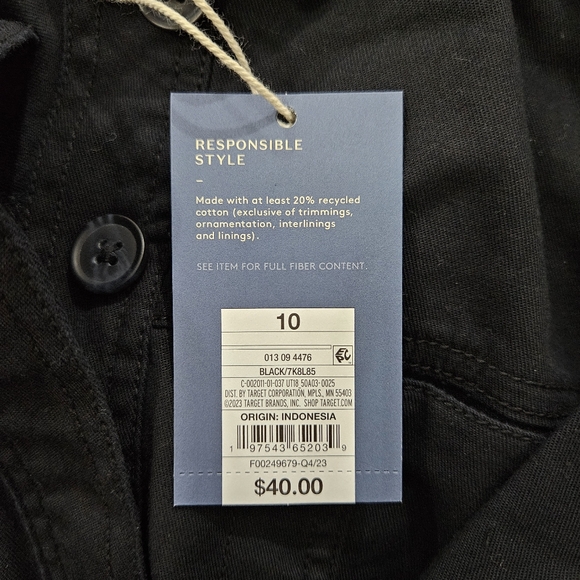 RESPONSIBLE
STYLE
–
Made with at least 20% recycled
cotton (exclusive of trimmings,
ornamentation, interlinings
and linings).
SEE ITEM FOR FULL FIBER CONTENT.
10
013 09 4476
BLACK/7K8L85
C-002011-01-037 UT18 50A03-0025
DIST. BY TARGET CORPORATION, MPLS., MN 55403
©2023 TARGET BRANDS, INC. SHOP TARGET.COM
ORIGIN: INDONESIA
1 97543 65203 9
F00249679-Q4/23
$40.00